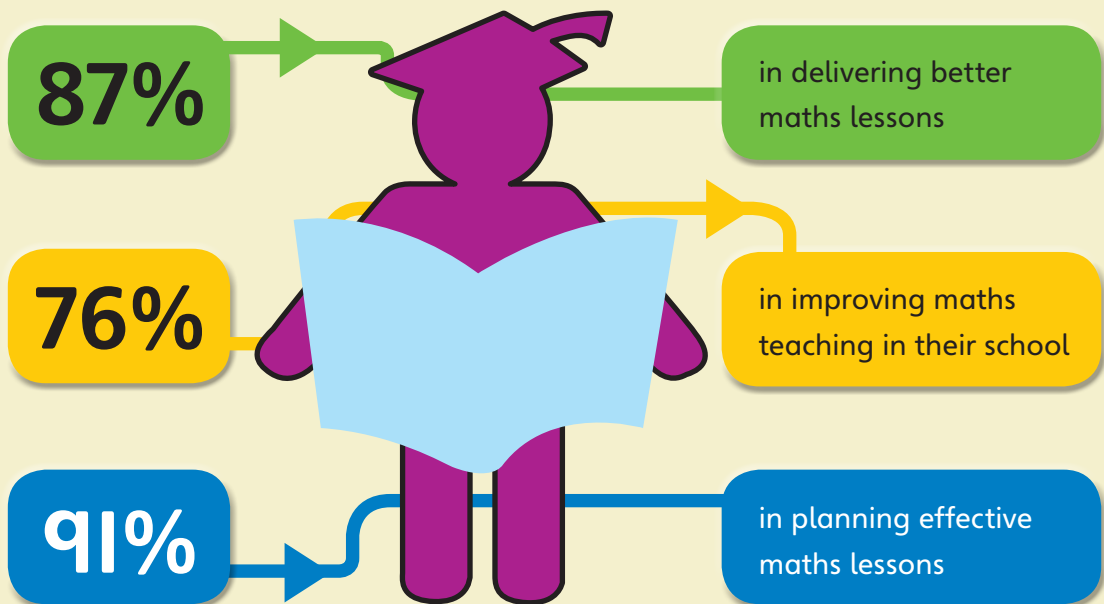 87%
in delivering better
maths lessons
76%
in improving maths
teaching in their school
91%
in planning effective
maths lessons